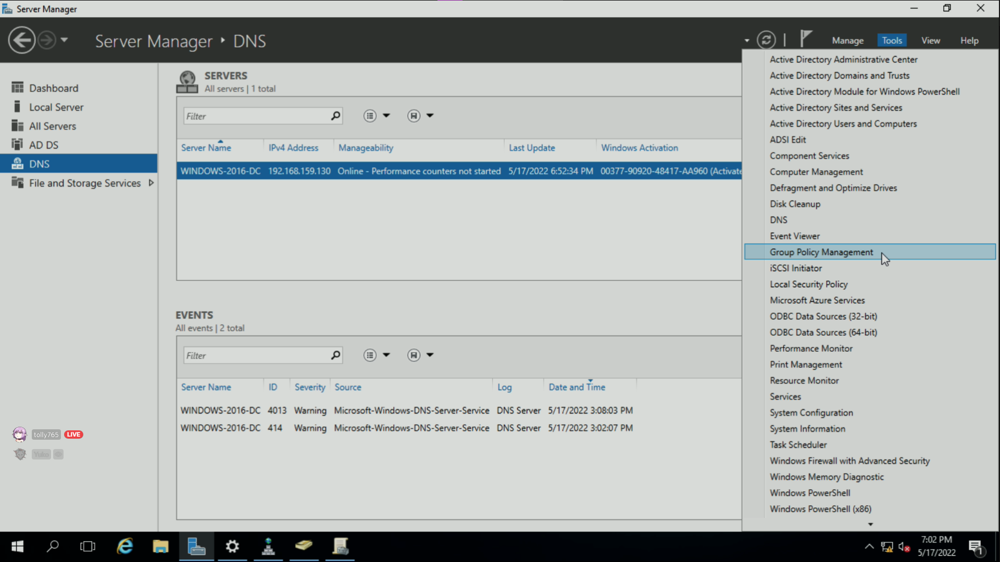 Server Manager
Server Manager ‣ DNS
Manage
Tools
View
Help
Dashboard
Local Server
All Servers
AD DS
DNS
File and Storage Services
SERVERS
All servers | 1 total
Filter
Server Name IPv4 Address Manageability Last Update Windows Activation
WINDOWS-2016-DC 192.168.159.130 Online - Performance counters not started 5/17/2022 6:52:34 PM 00377-90920-48417-AA960 (Activate
EVENTS
All events | 2 total
Filter
Server Name ID Severity Source Log Date and Time
WINDOWS-2016-DC 4013 Warning Microsoft-Windows-DNS-Server-Service DNS Server 5/17/2022 3:08:03 PM
WINDOWS-2016-DC 414 Warning Microsoft-Windows-DNS-Server-Service DNS Server 5/17/2022 3:02:07 PM
Active Directory Administrative Center
Active Directory Domains and Trusts
Active Directory Module for Windows PowerShell
Active Directory Sites and Services
Active Directory Users and Computers
ADSI Edit
Component Services
Computer Management
Defragment and Optimize Drives
Disk Cleanup
DNS
Event Viewer
Group Policy Management
iSCSI Initiator
Local Security Policy
Microsoft Azure Services
ODBC Data Sources (32-bit)
ODBC Data Sources (64-bit)
Performance Monitor
Print Management
Resource Monitor
Services
System Configuration
System Information
Task Scheduler
Windows Firewall with Advanced Security
Windows Memory Diagnostic
Windows PowerShell
Windows PowerShell (x86)
tolly765 LIVE
Yuko
7:02 PM
5/17/2022
1